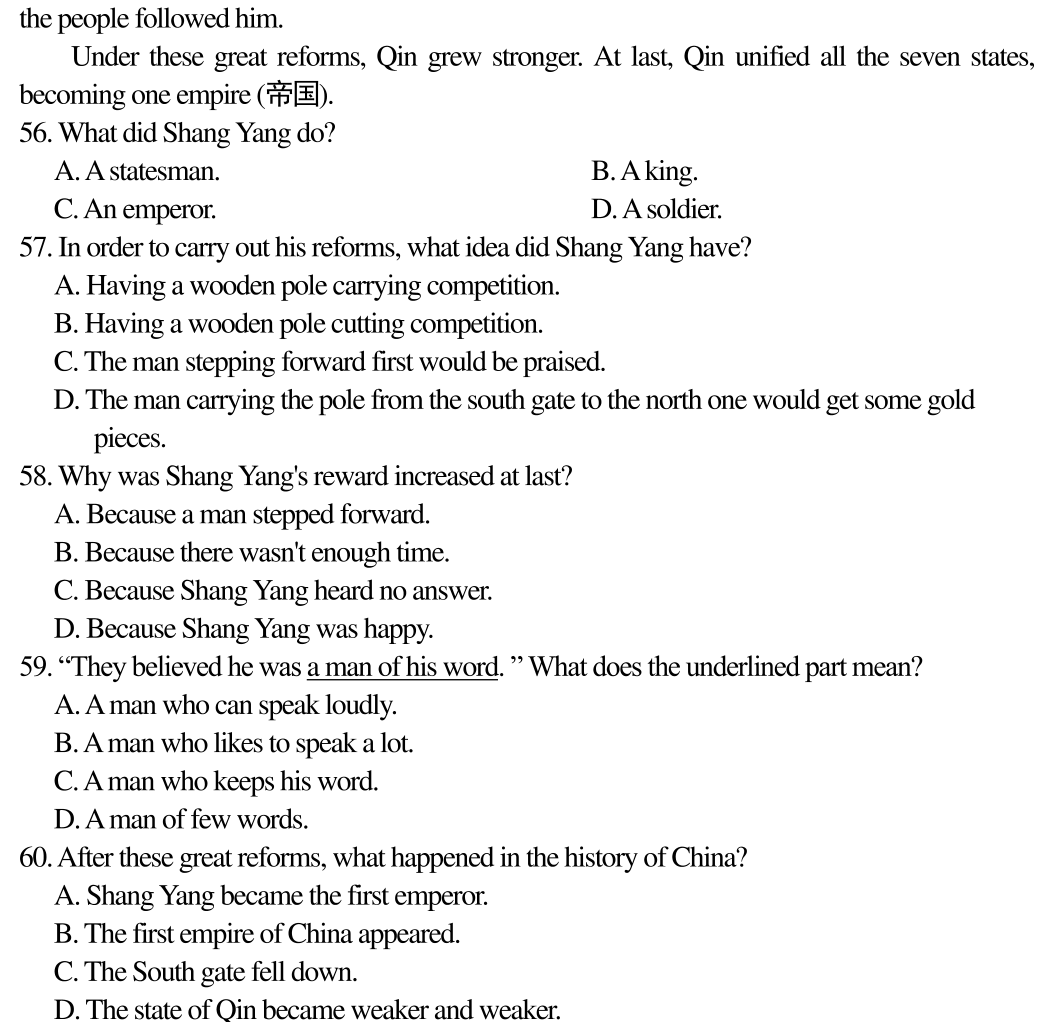 the people followed him.
Under these great reforms, Qin grew stronger. At last, Qin unified all the seven states,
becoming one empire (帝国).
56. What did Shang Yang do?
A. A statesman. B. A king.
C. An emperor. D. A soldier.
57. In order to carry out his reforms, what idea did Shang Yang have?
A. Having a wooden pole carrying competition.
B. Having a wooden pole cutting competition.
C. The man stepping forward first would be praised.
D. The man carrying the pole from the south gate to the north one would get some gold
pieces.
58. Why was Shang Yang's reward increased at last?
A. Because a man stepped forward.
B. Because there wasn't enough time.
C. Because Shang Yang heard no answer.
D. Because Shang Yang was happy.
59. “They believed he was a man of his word. ” What does the underlined part mean?
A. A man who can speak loudly.
B. A man who likes to speak a lot.
C. A man who keeps his word.
D. A man of few words.
60. After these great reforms, what happened in the history of China?
A. Shang Yang became the first emperor.
B. The first empire of China appeared.
C. The South gate fell down.
D. The state of Qin became weaker and weaker.